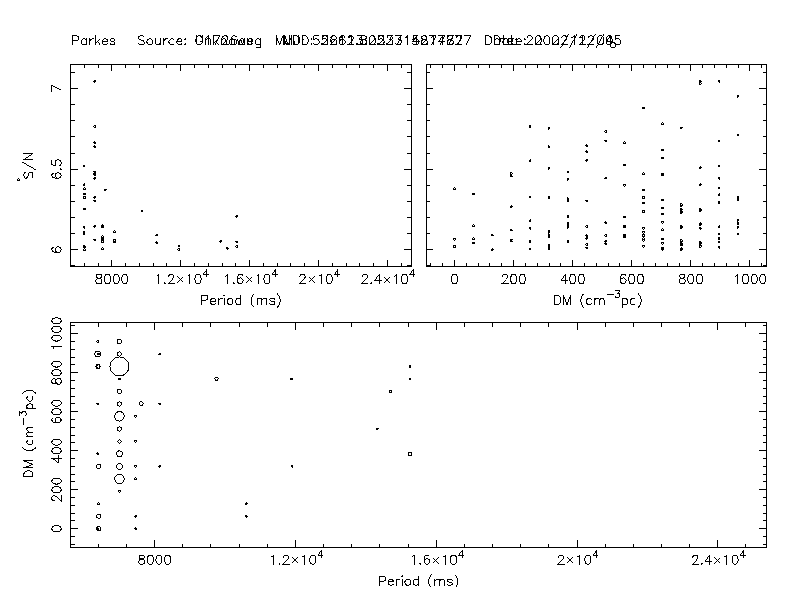 Parkes Source:
7
6.5
6
S/N
8000 1.2×10⁴ 1.6×10⁴ 2×10⁴ 2.4×10⁴
Period (ms)
0 200 400 600 800 1000
DM (cm⁻³pc)
0 200 400 600 800 1000
DM (cm⁻³pc)
8000 1.2×10⁴ 1.6×10⁴ 2×10⁴ 2.4×10⁴
Period (ms)